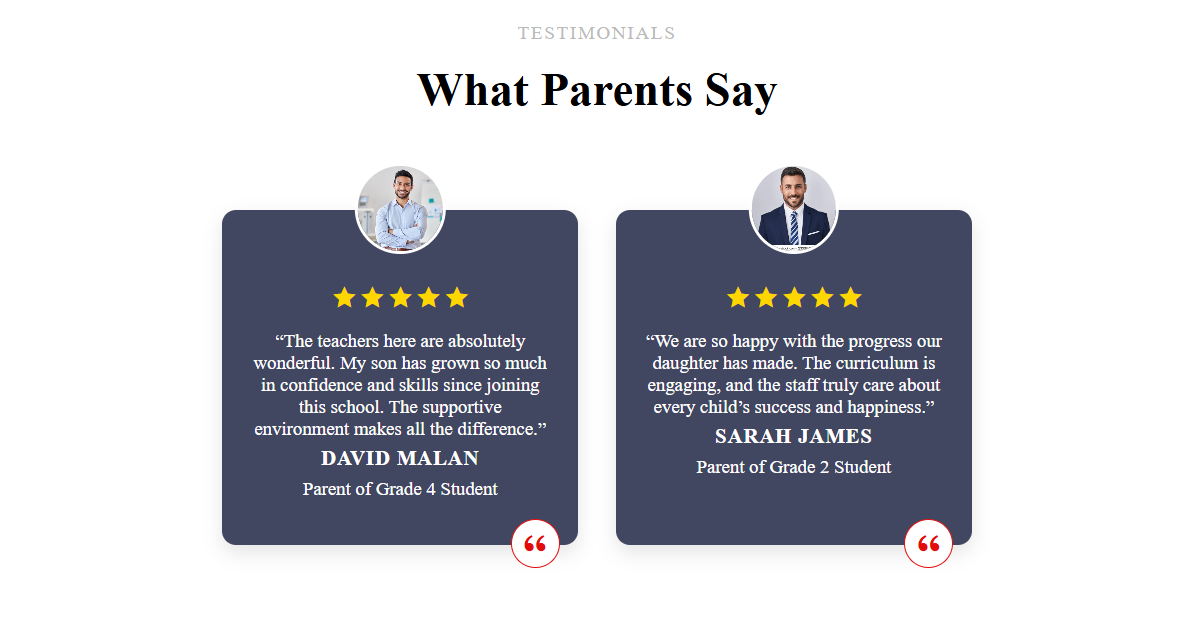 TESTIMONIALS
What Parents Say
“The teachers here are absolutely
wonderful. My son has grown so much
in confidence and skills since joining
this school. The supportive
environment makes all the difference.”
DAVID MALAN
Parent of Grade 4 Student
“We are so happy with the progress our
daughter has made. The curriculum is
engaging, and the staff truly care about
every child’s success and happiness.”
SARAH JAMES
Parent of Grade 2 Student